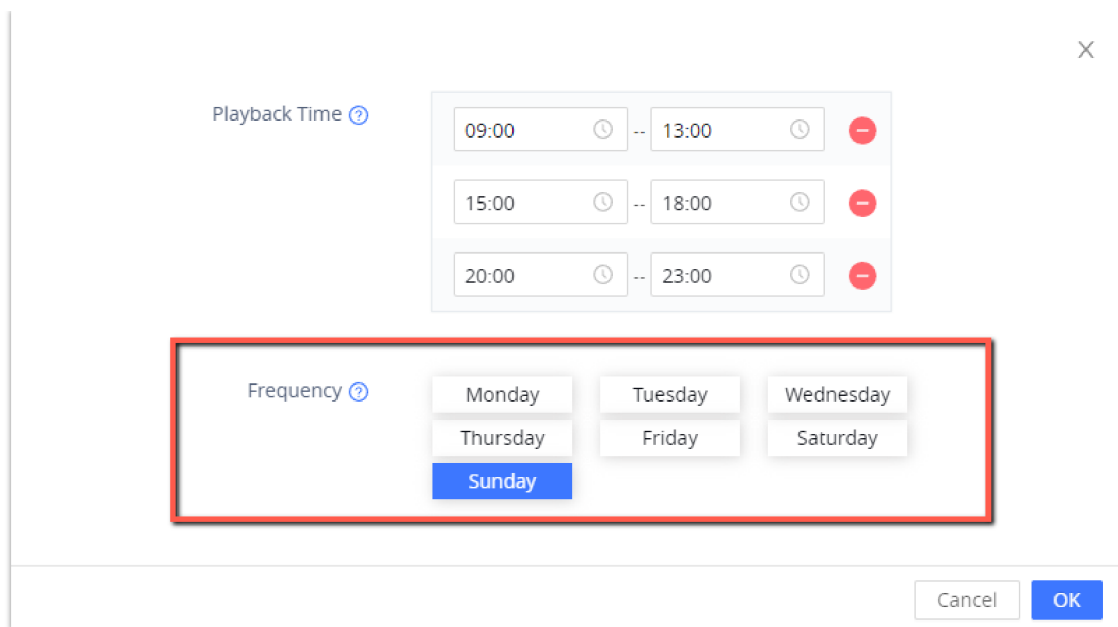 Playback Time
09:00 -- 13:00
15:00 -- 18:00
20:00 -- 23:00
Frequency
Monday Tuesday Wednesday
Thursday Friday Saturday
Sunday
Cancel OK